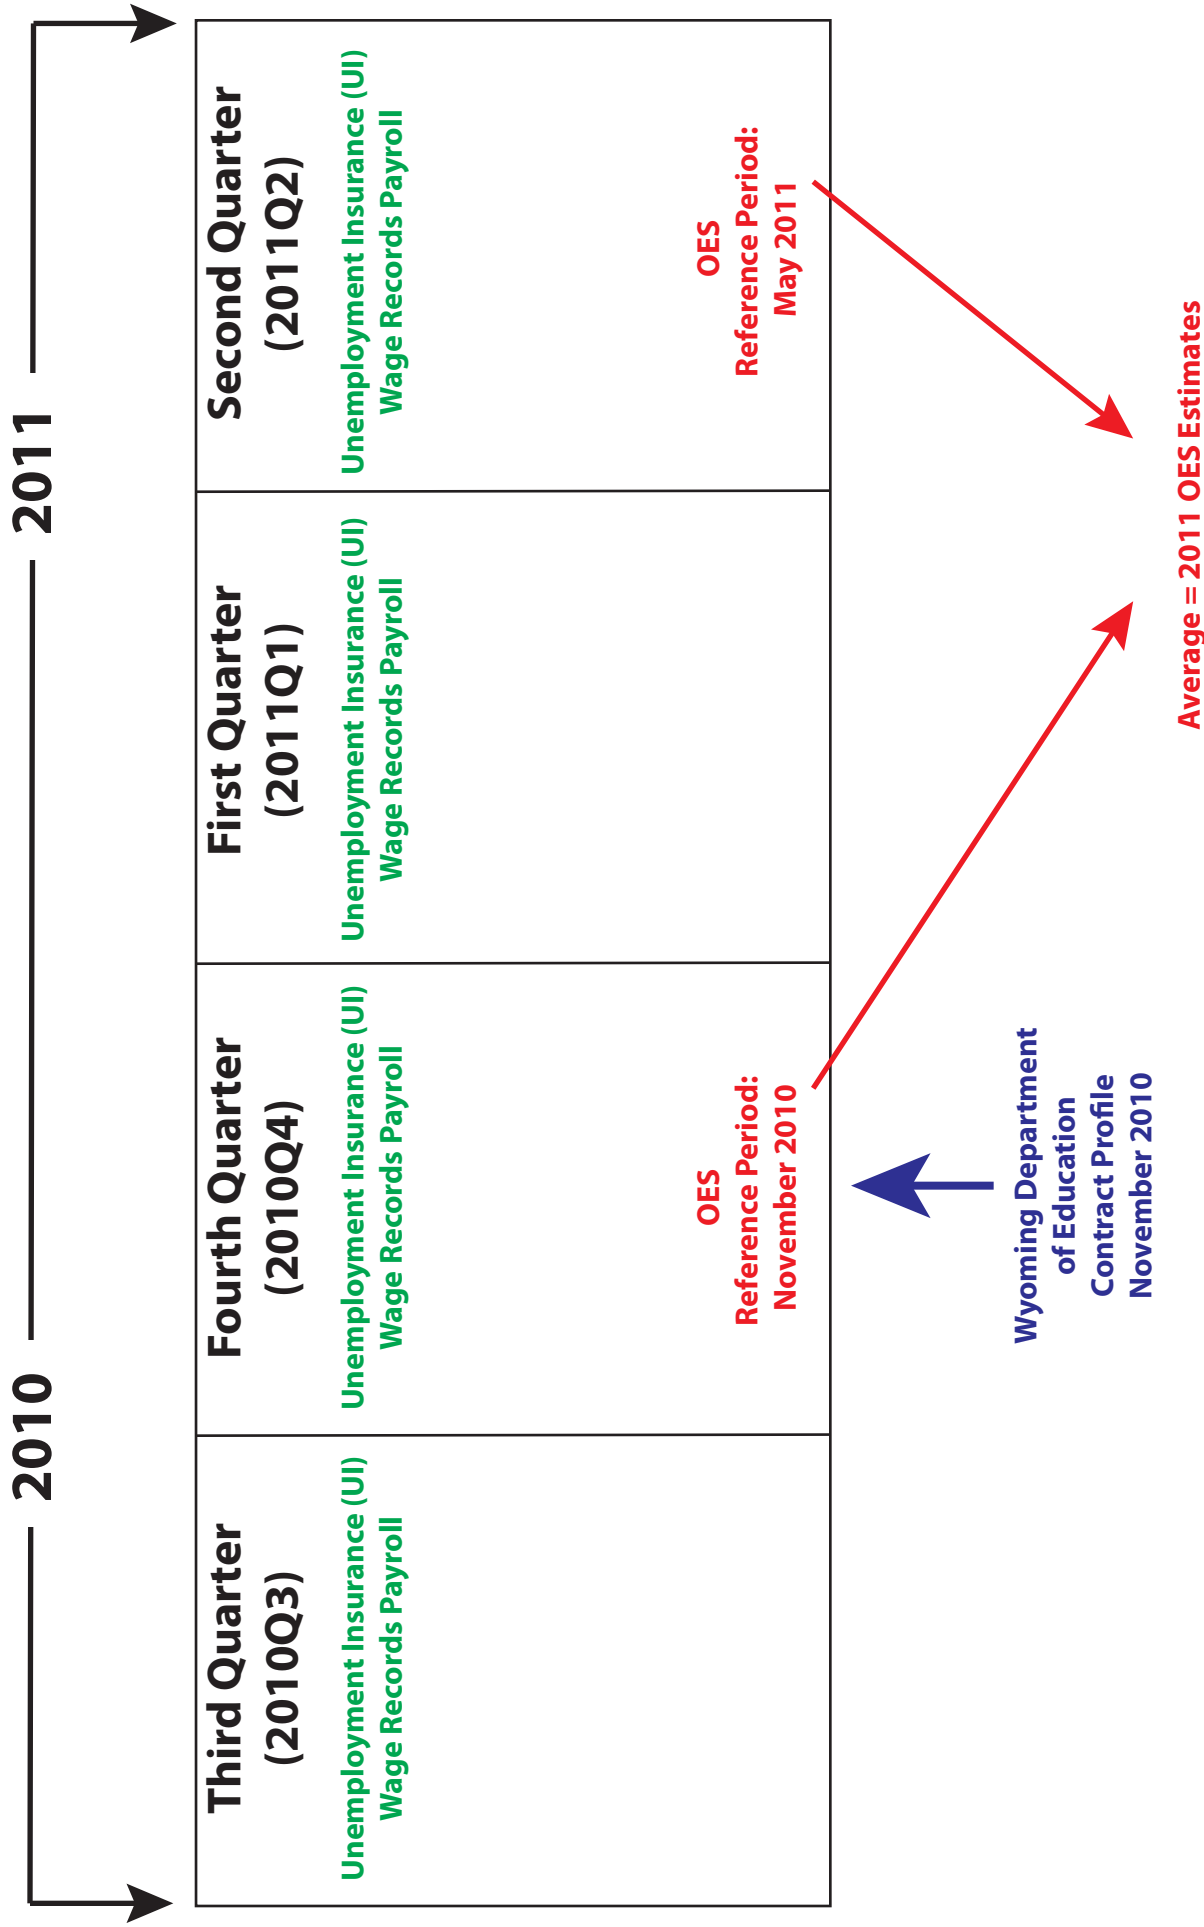 2010
2011
Third Quarter
(2010Q3)
Unemployment Insurance (UI)
Wage Records Payroll
Fourth Quarter
(2010Q4)
Unemployment Insurance (UI)
Wage Records Payroll
OES
Reference Period:
November 2010
First Quarter
(2011Q1)
Unemployment Insurance (UI)
Wage Records Payroll
Second Quarter
(2011Q2)
Unemployment Insurance (UI)
Wage Records Payroll
OES
Reference Period:
May 2011
Wyoming Department
of Education
Contract Profile
November 2010
Average = 2011 OES Estimates